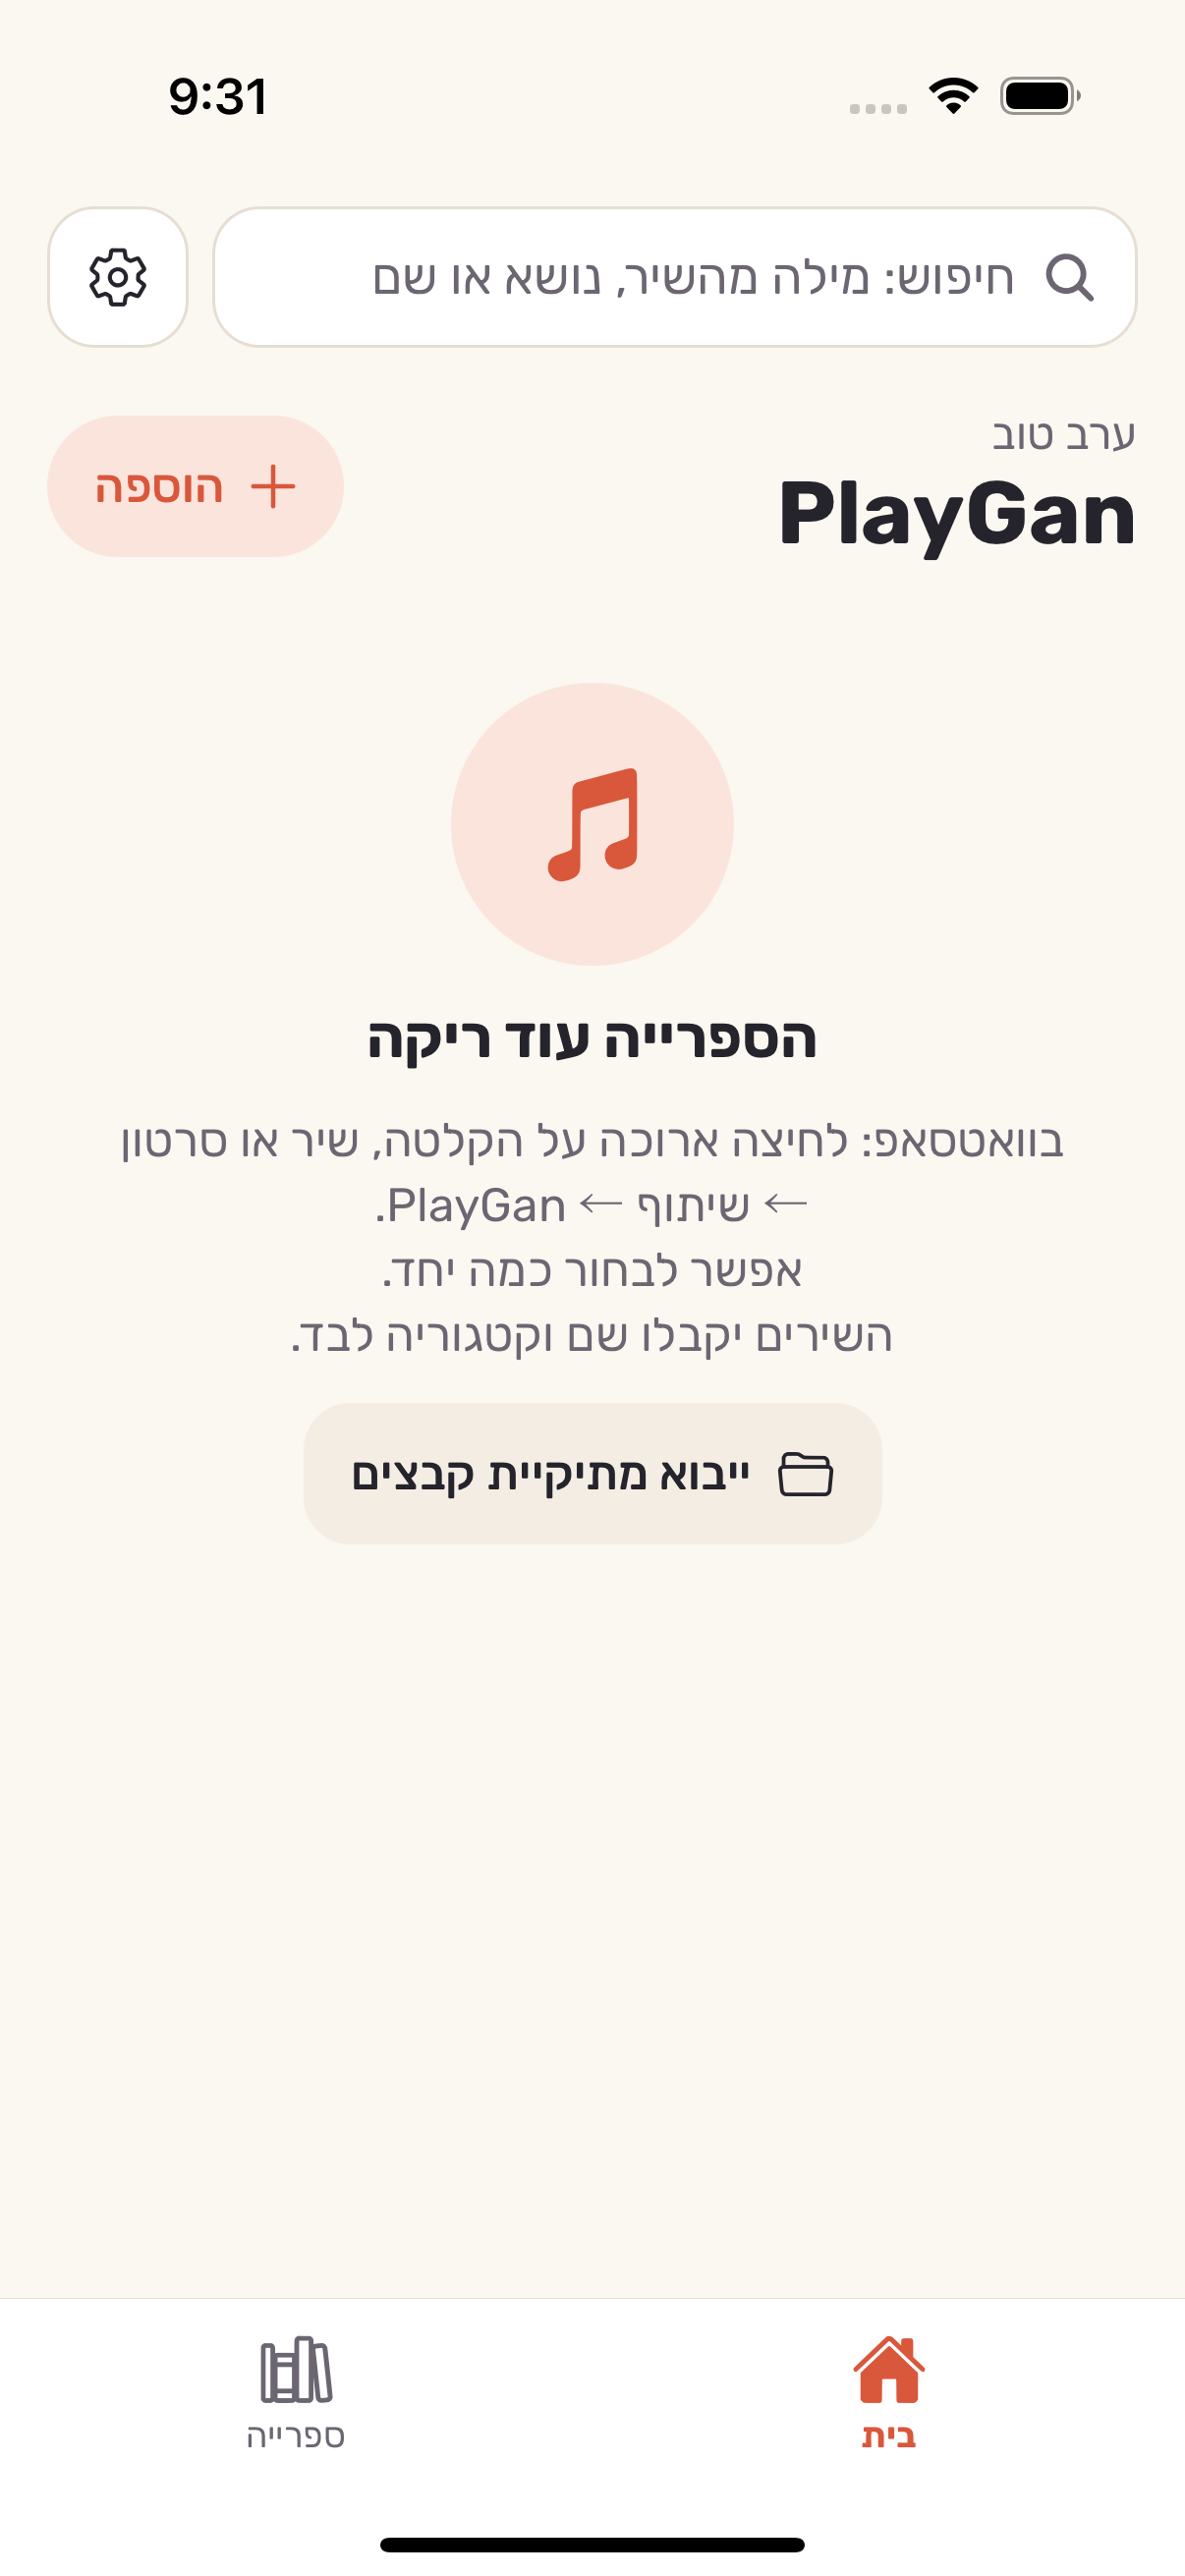 9:31
חיפוש: מילה מהשיר, נושא או שם
ערב טוב
PlayGan
הוספה
הספרייה עוד ריקה
בוואטסאפ: לחיצה ארוכה על הקלטה, שיר או סרטון
← שיתוף ← PlayGan.
אפשר לבחור כמה יחד.
השירים יקבלו שם וקטגוריה לבד.
ייבוא מתיקיית קבצים
בית
ספרייה